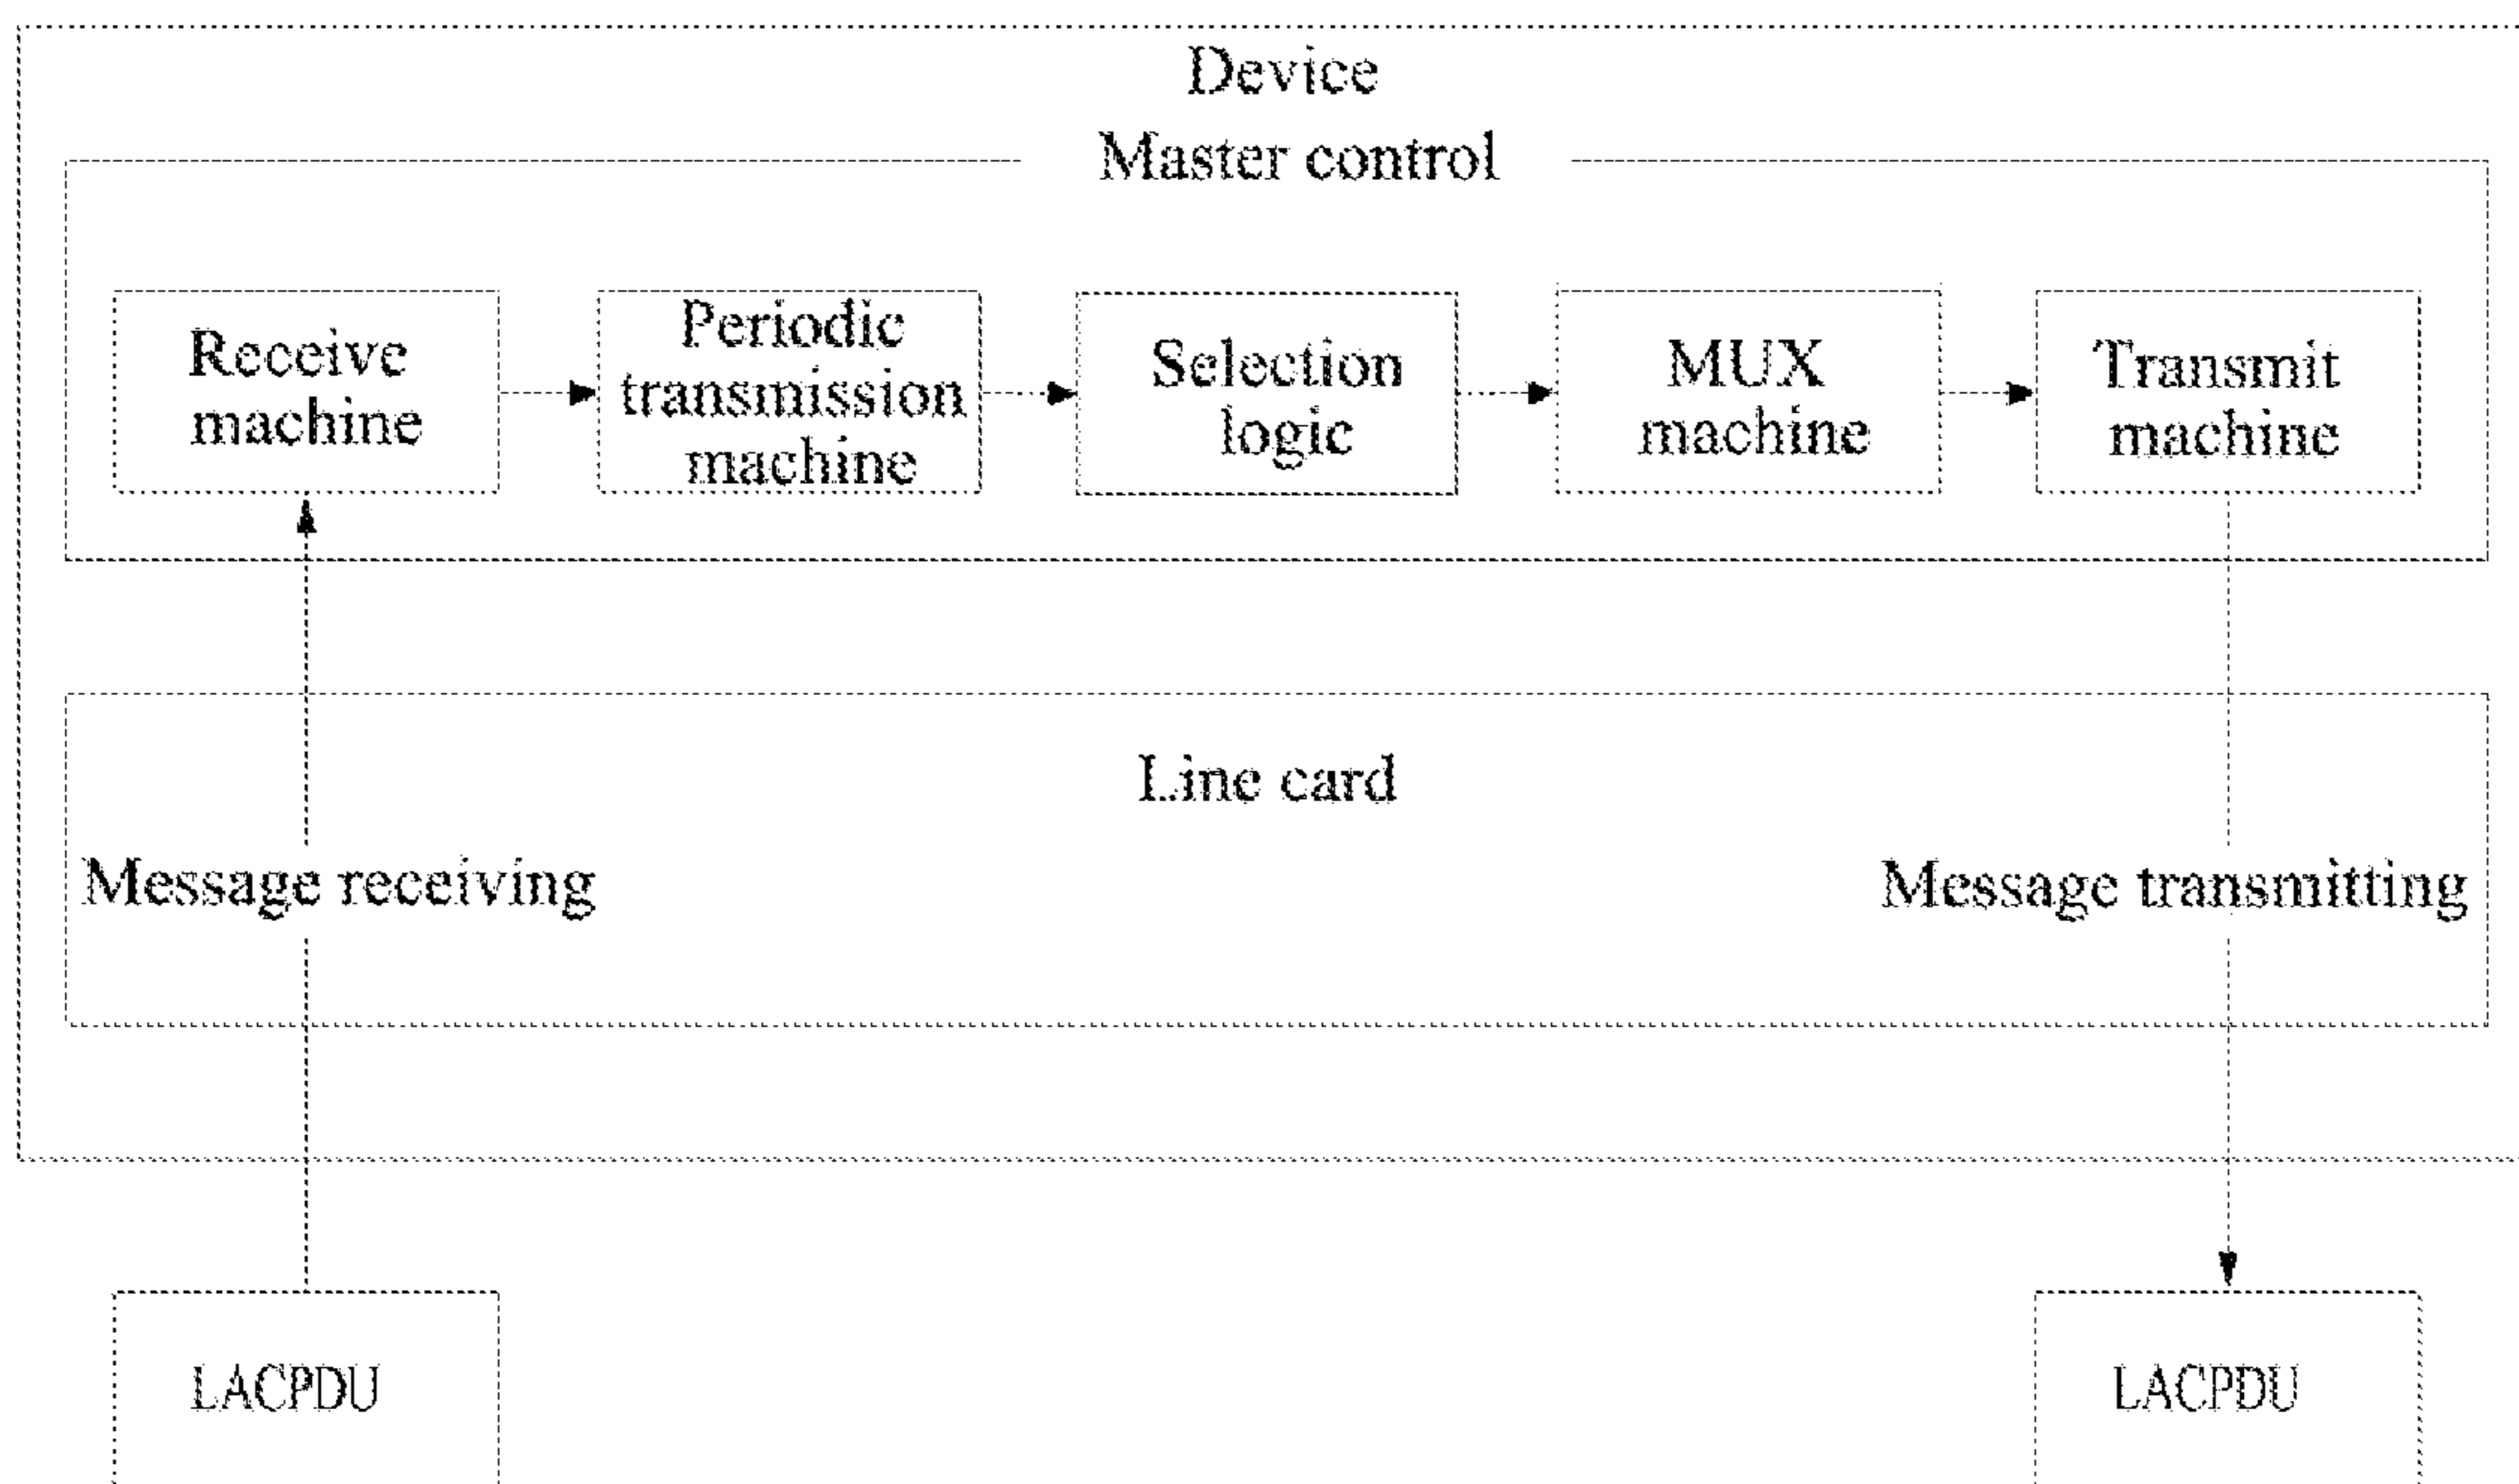 Device
Master control
Receive
machine
Periodic
transmission
machine
Selection
logic
MUX
machine
Transmit
machine
Line card
Message receiving
Message transmitting
LACPDU
LACPDU